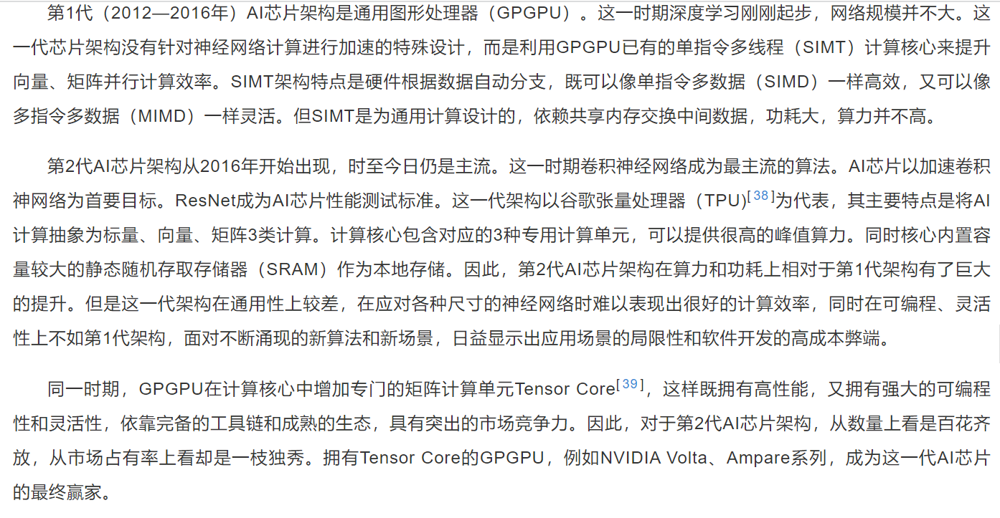 第1代（2012—2016年）AI芯片架构是通用图形处理器（GPGPU）。这一时期深度学习刚刚起步，网络规模并不大。这
一代芯片架构没有针对神经网络计算进行加速的特殊设计，而是利用GPGPU已有的单指令多线程（SIMT）计算核心来提升
向量、矩阵并行计算效率。SIMT架构特点是硬件根据数据自动分支，既可以像单指令多数据（SIMD）一样高效，又可以像
多指令多数据（MIMD）一样灵活。但SIMT是为通用计算设计的，依赖共享内存交换中间数据，功耗大，算力并不高。
第2代AI芯片架构从2016年开始出现，时至今日仍是主流。这一时期卷积神经网络成为最主流的算法。AI芯片以加速卷积
神网络为首要目标。ResNet成为AI芯片性能测试标准。这一代架构以谷歌张量处理器（TPU)[38]为代表，其主要特点是将AI
计算抽象为标量、向量、矩阵3类计算。计算核心包含对应的3种专用计算单元，可以提供很高的峰值算力。同时核心内置容
量较大的静态随机存取存储器（SRAM）作为本地存储。因此，第2代AI芯片架构在算力和功耗上相对于第1代架构有了巨大
的提升。但是这一代架构在通用性上较差，在应对各种尺寸的神经网络时难以表现出很好的计算效率，同时在可编程、灵活
性上不如第1代架构，面对不断涌现的新算法和新场景，日益显示出应用场景的局限性和软件开发的高成本弊端。
同一时期，GPGPU在计算核心中增加专门的矩阵计算单元Tensor Core[39]，这样既拥有高性能，又拥有强大的可编程
性和灵活性，依靠完备的工具链和成熟的生态，具有突出的市场竞争力。因此，对于第2代AI芯片架构，从数量上看是百花齐
放，从市场占有率上看却是一枝独秀。拥有Tensor Core的GPGPU，例如NVIDIA Volta、Ampare系列，成为这一代AI芯片
的最终赢家。